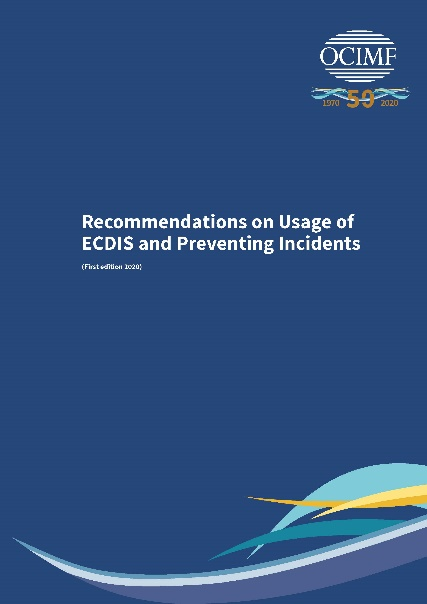 OCIMF
1970 50 2020
Recommendations on Usage of
ECDIS and Preventing Incidents
(First edition 2020)